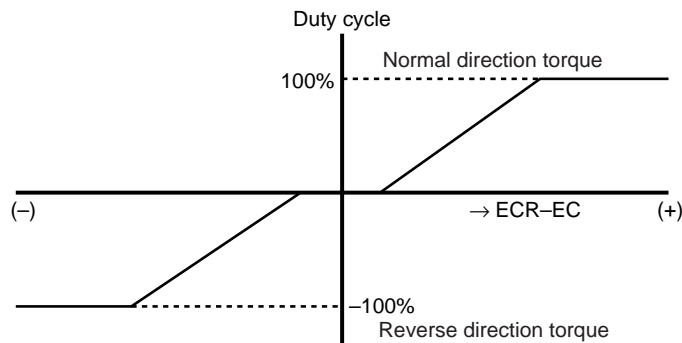 Duty cycle
Normal direction torque
100%
(–)
→ ECR–EC
(+)
–100%
Reverse direction torque